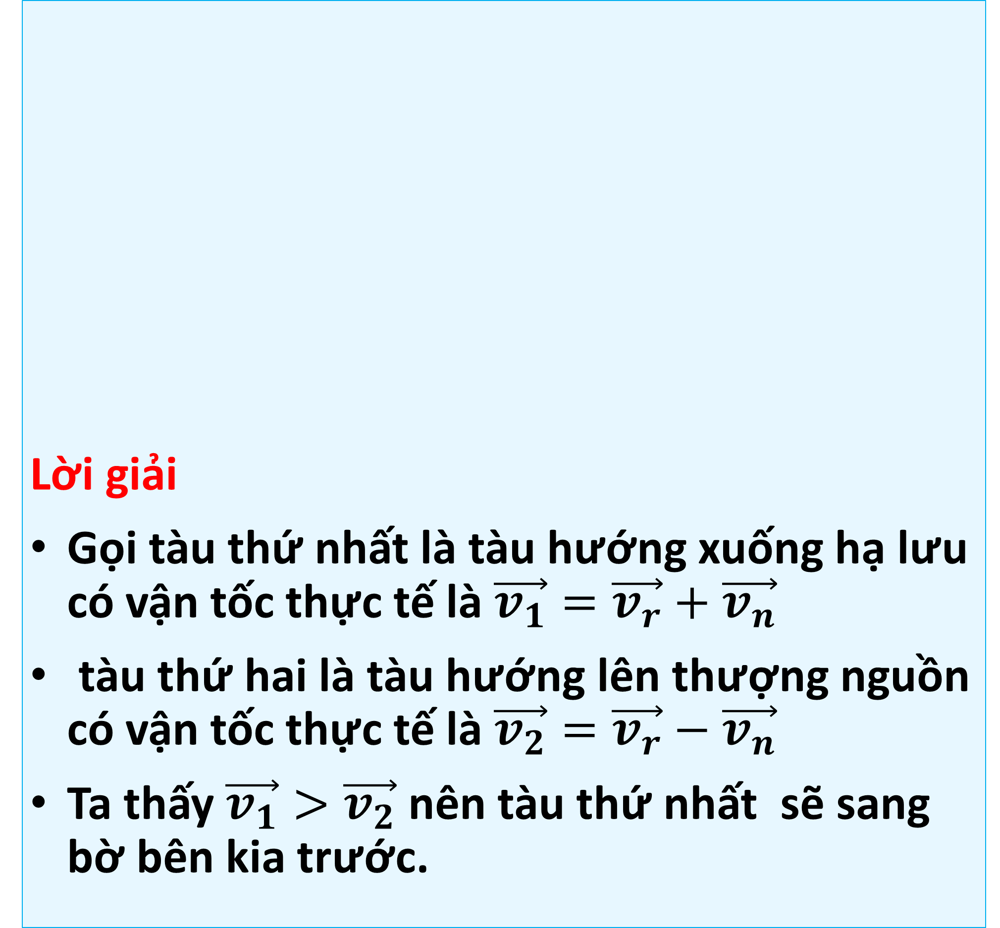 Lời giải
• Gọi tàu thứ nhất là tàu hướng xuống hạ lưu
có vận tốc thực tế là $\overrightarrow{v_1} = \overrightarrow{v_r} + \overrightarrow{v_n}$
• tàu thứ hai là tàu hướng lên thượng nguồn
có vận tốc thực tế là $\overrightarrow{v_2} = \overrightarrow{v_r} - \overrightarrow{v_n}$
• Ta thấy $\overrightarrow{v_1} > \overrightarrow{v_2}$ nên tàu thứ nhất sẽ sang
bờ bên kia trước.